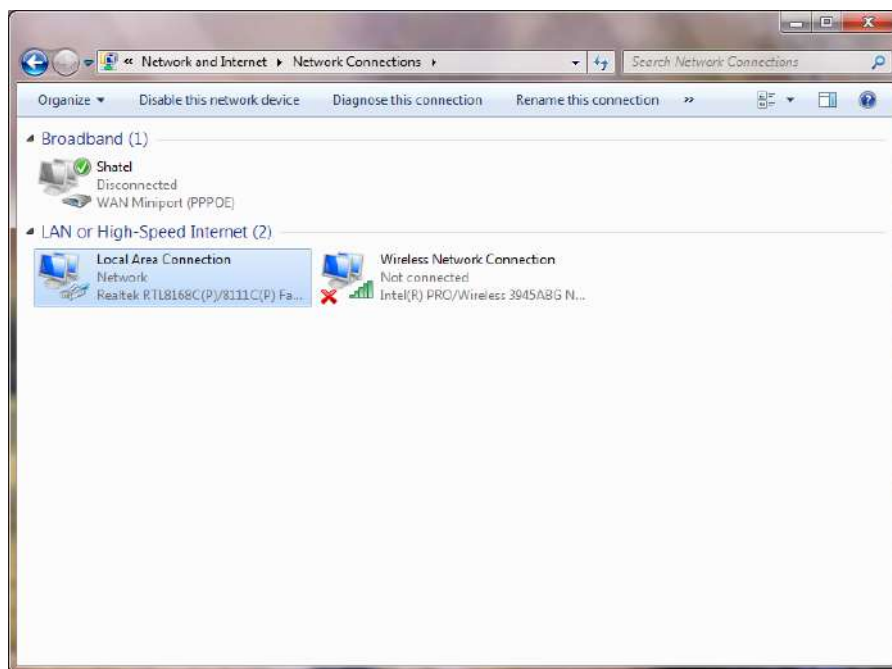 « Network and Internet ▸ Network Connections ▸
Search Network Connections
Organize ▾ Disable this network device Diagnose this connection Rename this connection »
Broadband (1)
Shatel
Disconnected
WAN Miniport (PPPOE)
LAN or High-Speed Internet (2)
Local Area Connection
Network
Realtek RTL8168C(P)/8111C(P) Fa...
Wireless Network Connection
Not connected
Intel(R) PRO/Wireless 3945ABG N...